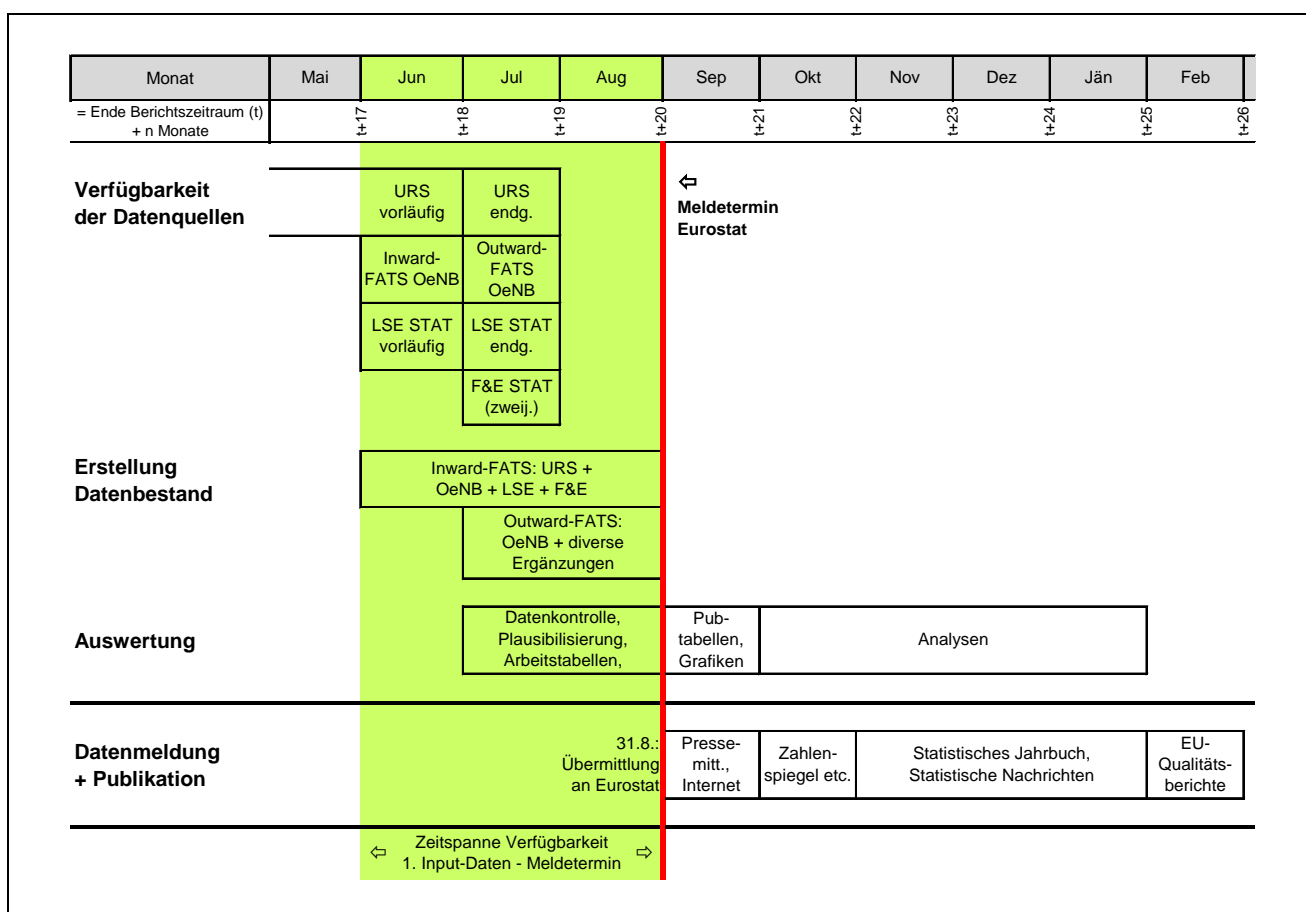 Monat Mai Jun Jul Aug Sep Okt Nov Dez Jän Feb
= Ende Berichtszeitraum (t)
+ n Monate
t+17 t+18 t+19 t+20 t+21 t+22 t+23 t+24 t+25 t+26
Verfügbarkeit
der Datenquellen
URS
vorläufig
URS
endg.
⇦
Meldetermin
Eurostat
Inward-
FATS OeNB
Outward-
FATS
OeNB
LSE STAT
vorläufig
LSE STAT
endg.
F&E STAT
(zweij.)
Erstellung
Datenbestand
Inward-FATS: URS +
OeNB + LSE + F&E
Outward-FATS:
OeNB + diverse
Ergänzungen
Auswertung
Datenkontrolle,
Plausibilisierung,
Arbeitstabellen,
Pub-
tabellen,
Grafiken
Analysen
Datenmeldung
+ Publikation
31.8.:
Übermittlung
an Eurostat
Presse-
mitt.,
Internet
Zahlen-
spiegel etc.
Statistisches Jahrbuch,
Statistische Nachrichten
EU-
Qualitäts-
berichte
⇦ Zeitspanne Verfügbarkeit ⇨
1. Input-Daten - Meldetermin